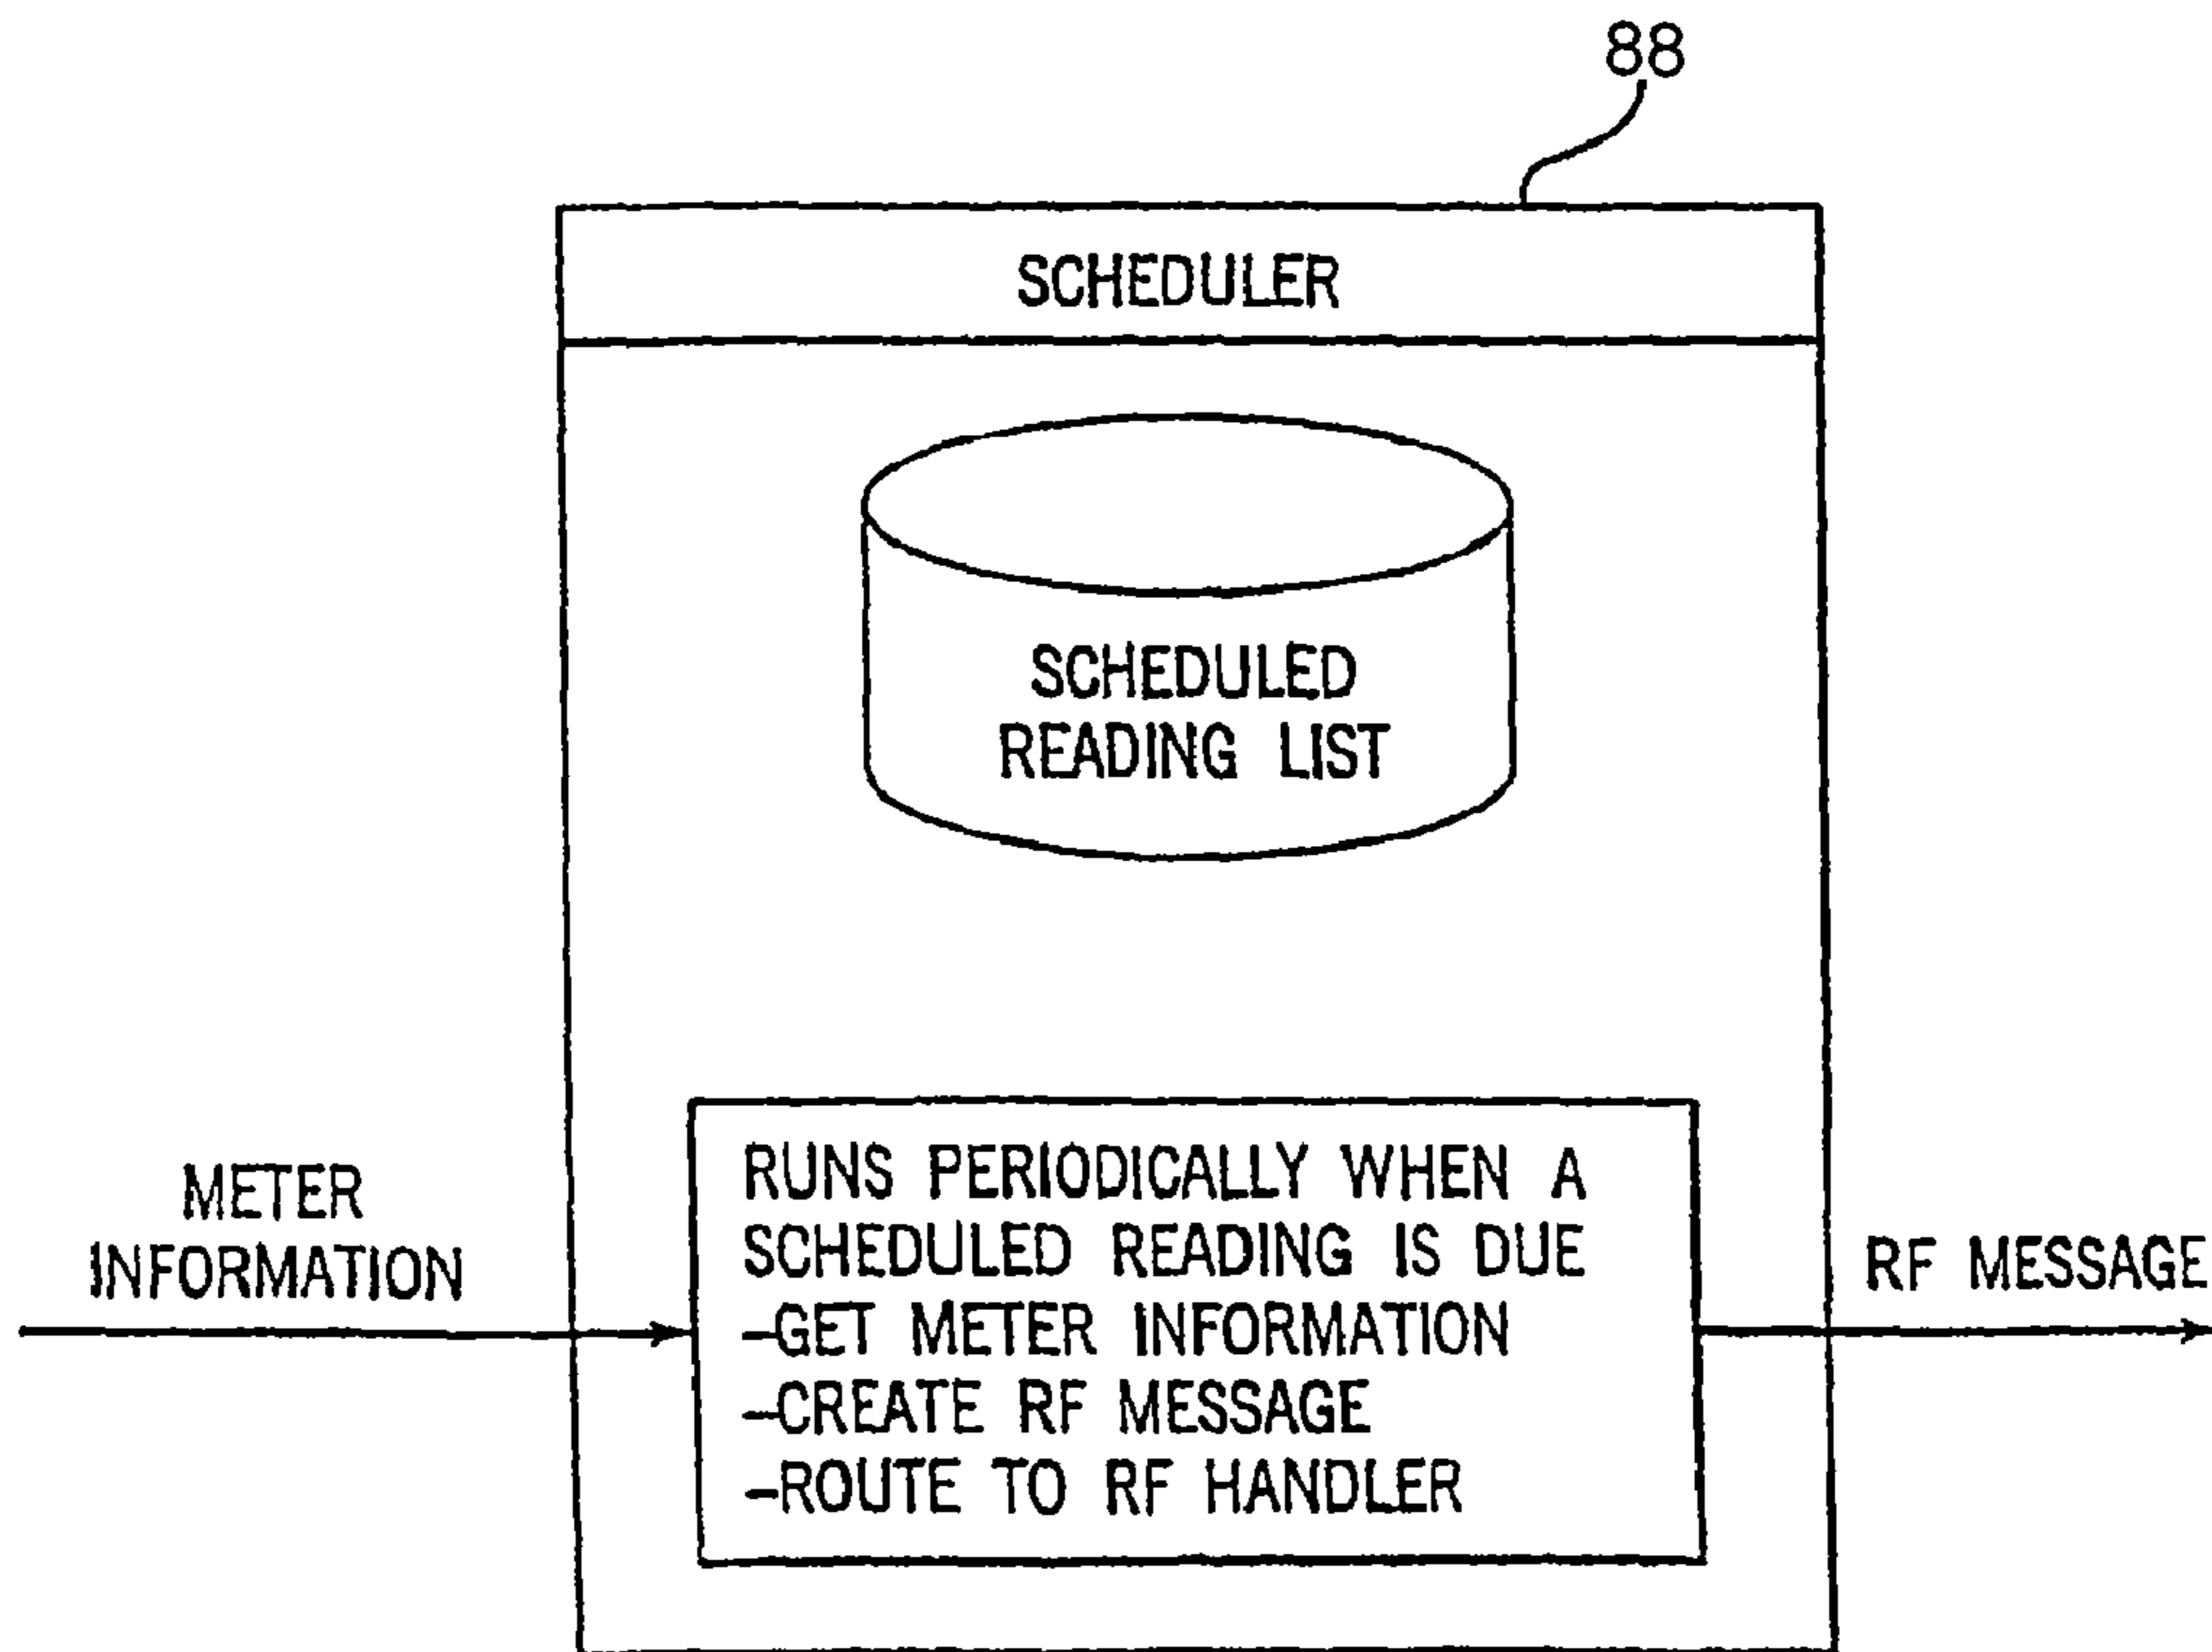 88
SCHEDULER
SCHEDULED
READING LIST
METER
INFORMATION
RUNS PERIODICALLY WHEN A
SCHEDULED READING IS DUE
-GET METER INFORMATION
-CREATE RF MESSAGE
-ROUTE TO RF HANDLER
RF MESSAGE